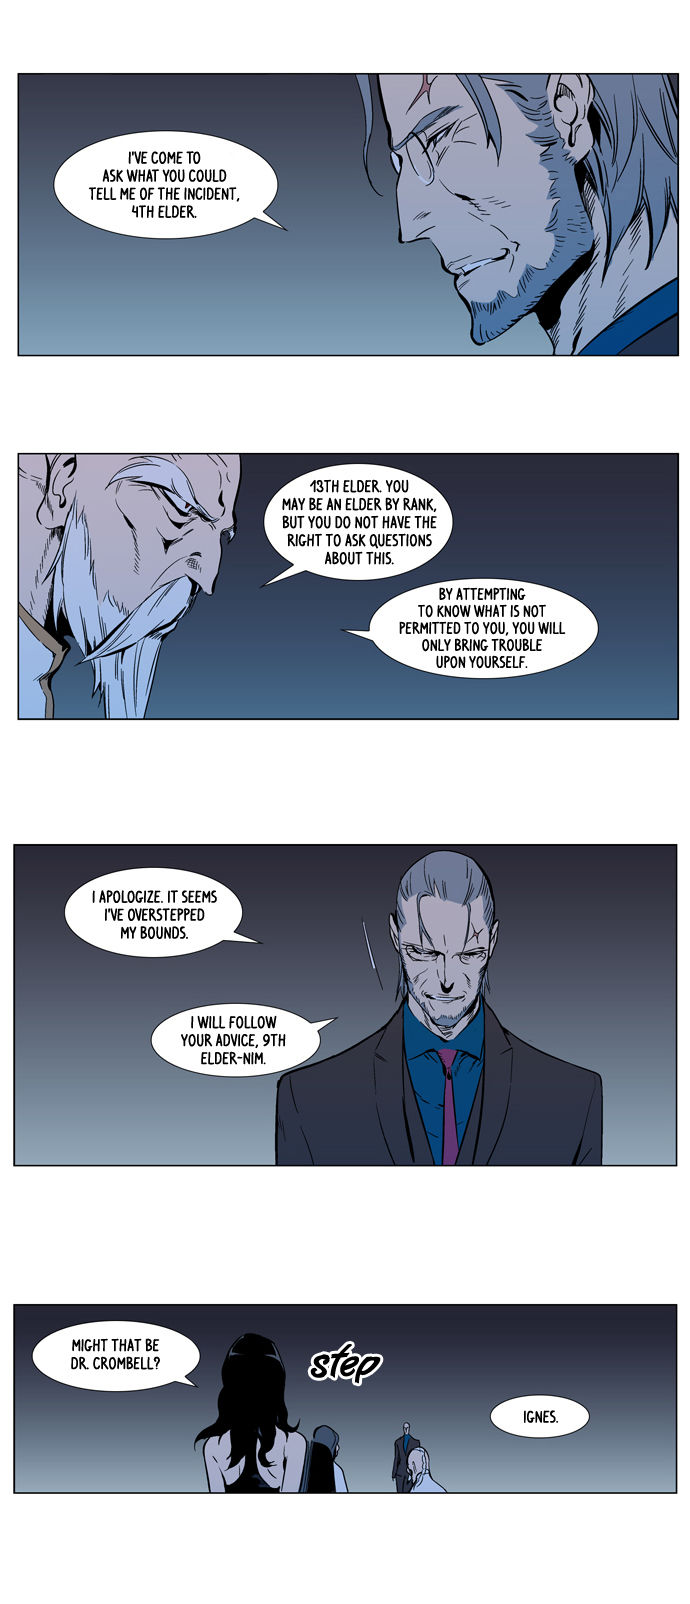 I'VE COME TO
ASK WHAT YOU COULD
TELL ME OF THE INCIDENT,
4TH ELDER.
13TH ELDER. YOU
MAY BE AN ELDER BY RANK,
BUT YOU DO NOT HAVE THE
RIGHT TO ASK QUESTIONS
ABOUT THIS.
BY ATTEMPTING
TO KNOW WHAT IS NOT
PERMITTED TO YOU, YOU WILL
ONLY BRING TROUBLE
UPON YOURSELF.
I APOLOGIZE. IT SEEMS
I'VE OVERSTEPPED
MY BOUNDS.
I WILL FOLLOW
YOUR ADVICE, 9TH
ELDER-NIM.
MIGHT THAT BE
DR. CROMBELL?
step
IGNES.